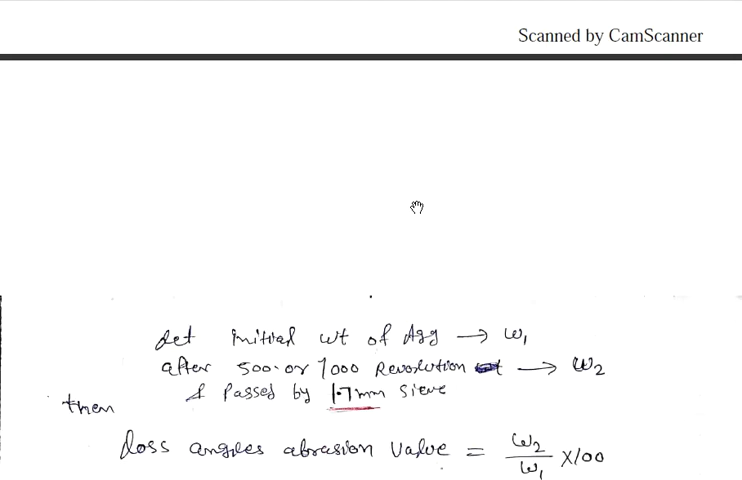 Scanned by CamScanner
Let initial wt of Agg → W₁
after 500 or 1000 Revolution → W₂
& Passed by 1.7mm Sieve
then
Loss angles abrasion value = W₂/W₁ X100